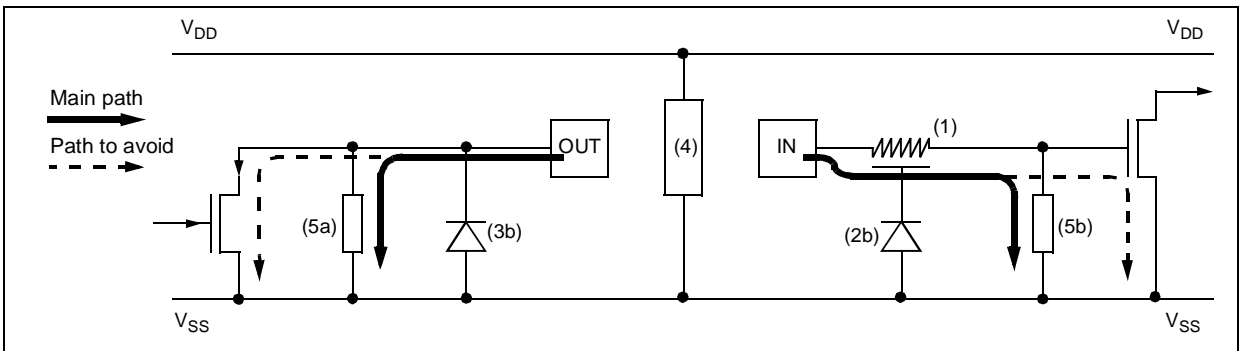 VDD VDD
Main path
Path to avoid
OUT (4) IN (1)
(5a) (3b) (2b) (5b)
VSS VSS